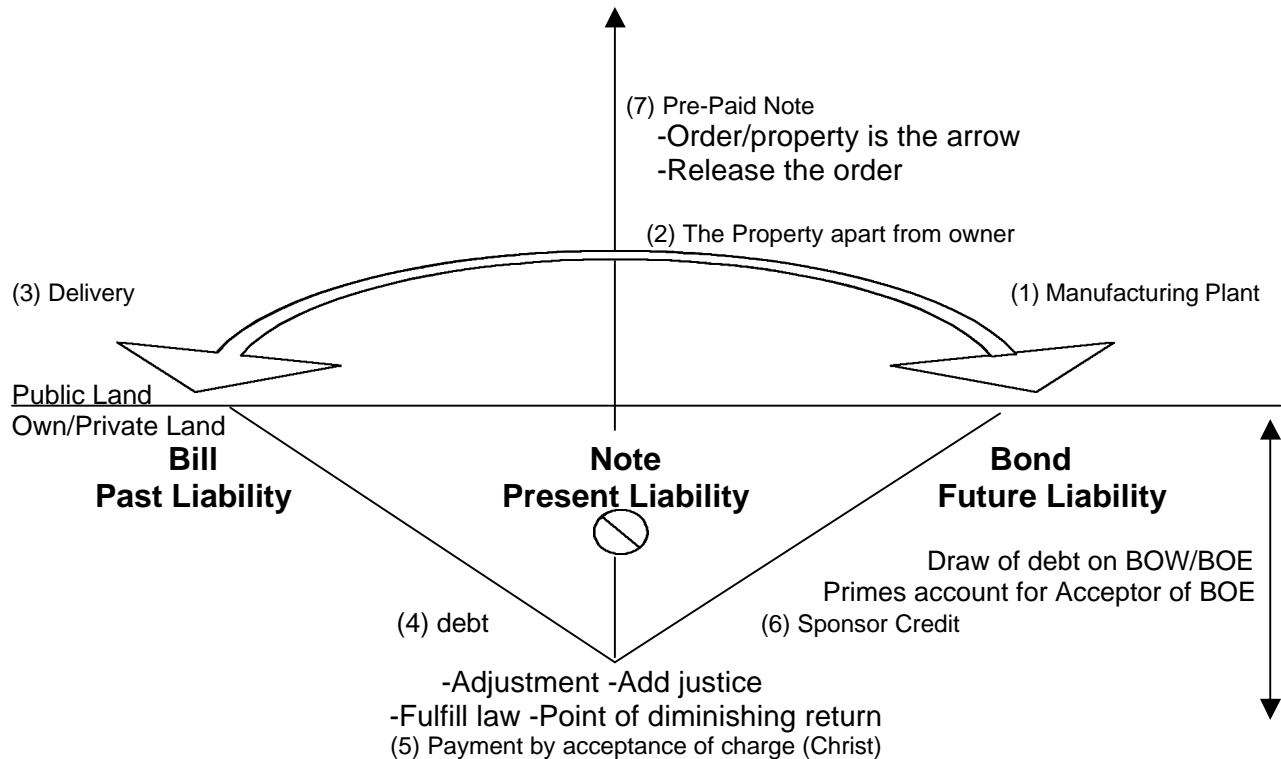 (7) Pre-Paid Note
-Order/property is the arrow
-Release the order
(2) The Property apart from owner
(3) Delivery
(1) Manufacturing Plant
Public Land
Own/Private Land
Bill
Past Liability
Note
Present Liability
Bond
Future Liability
Draw of debt on BOW/BOE
Primes account for Acceptor of BOE
(4) debt
(6) Sponsor Credit
-Adjustment -Add justice
-Fulfill law -Point of diminishing return
(5) Payment by acceptance of charge (Christ)